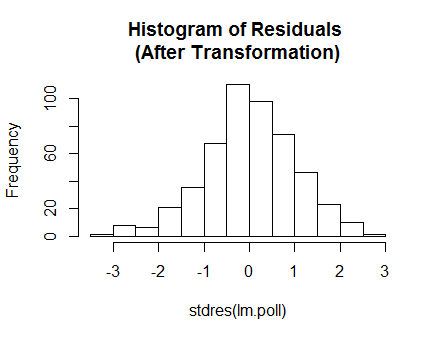 Histogram of Residuals
(After Transformation)
Frequency
100
60
20
0
-3 -2 -1 0 1 2 3
stdres(lm.poll)